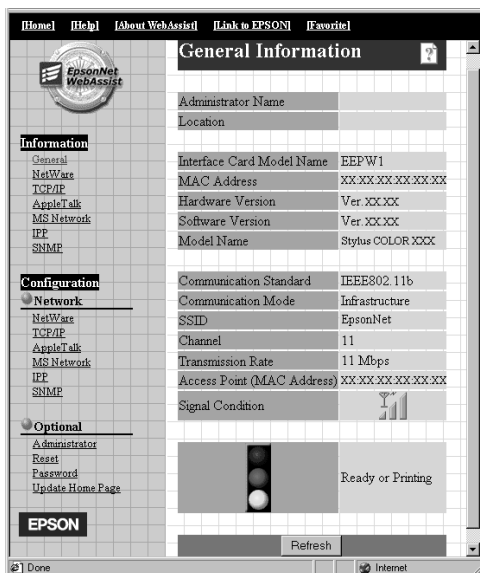 [Home] [Help] [About WebAssist] [Link to EPSON] [Favorite]
EpsonNet
WebAssist
Information
General
NetWare
TCP/IP
AppleTalk
MS Network
IPP
SNMP
Configuration
Network
NetWare
TCP/IP
AppleTalk
MS Network
IPP
SNMP
Optional
Administrator
Reset
Password
Update Home Page
EPSON
General Information ?
Administrator Name
Location
Interface Card Model Name EEPW1
MAC Address XX:XX:XX:XX:XX:XX
Hardware Version Ver. XX.XX
Software Version Ver. XX.XX
Model Name Stylus COLOR XXX
Communication Standard IEEE802.11b
Communication Mode Infrastructure
SSID EpsonNet
Channel 11
Transmission Rate 11 Mbps
Access Point (MAC Address) XX:XX:XX:XX:XX:XX
Signal Condition
Ready or Printing
Refresh
Done Internet